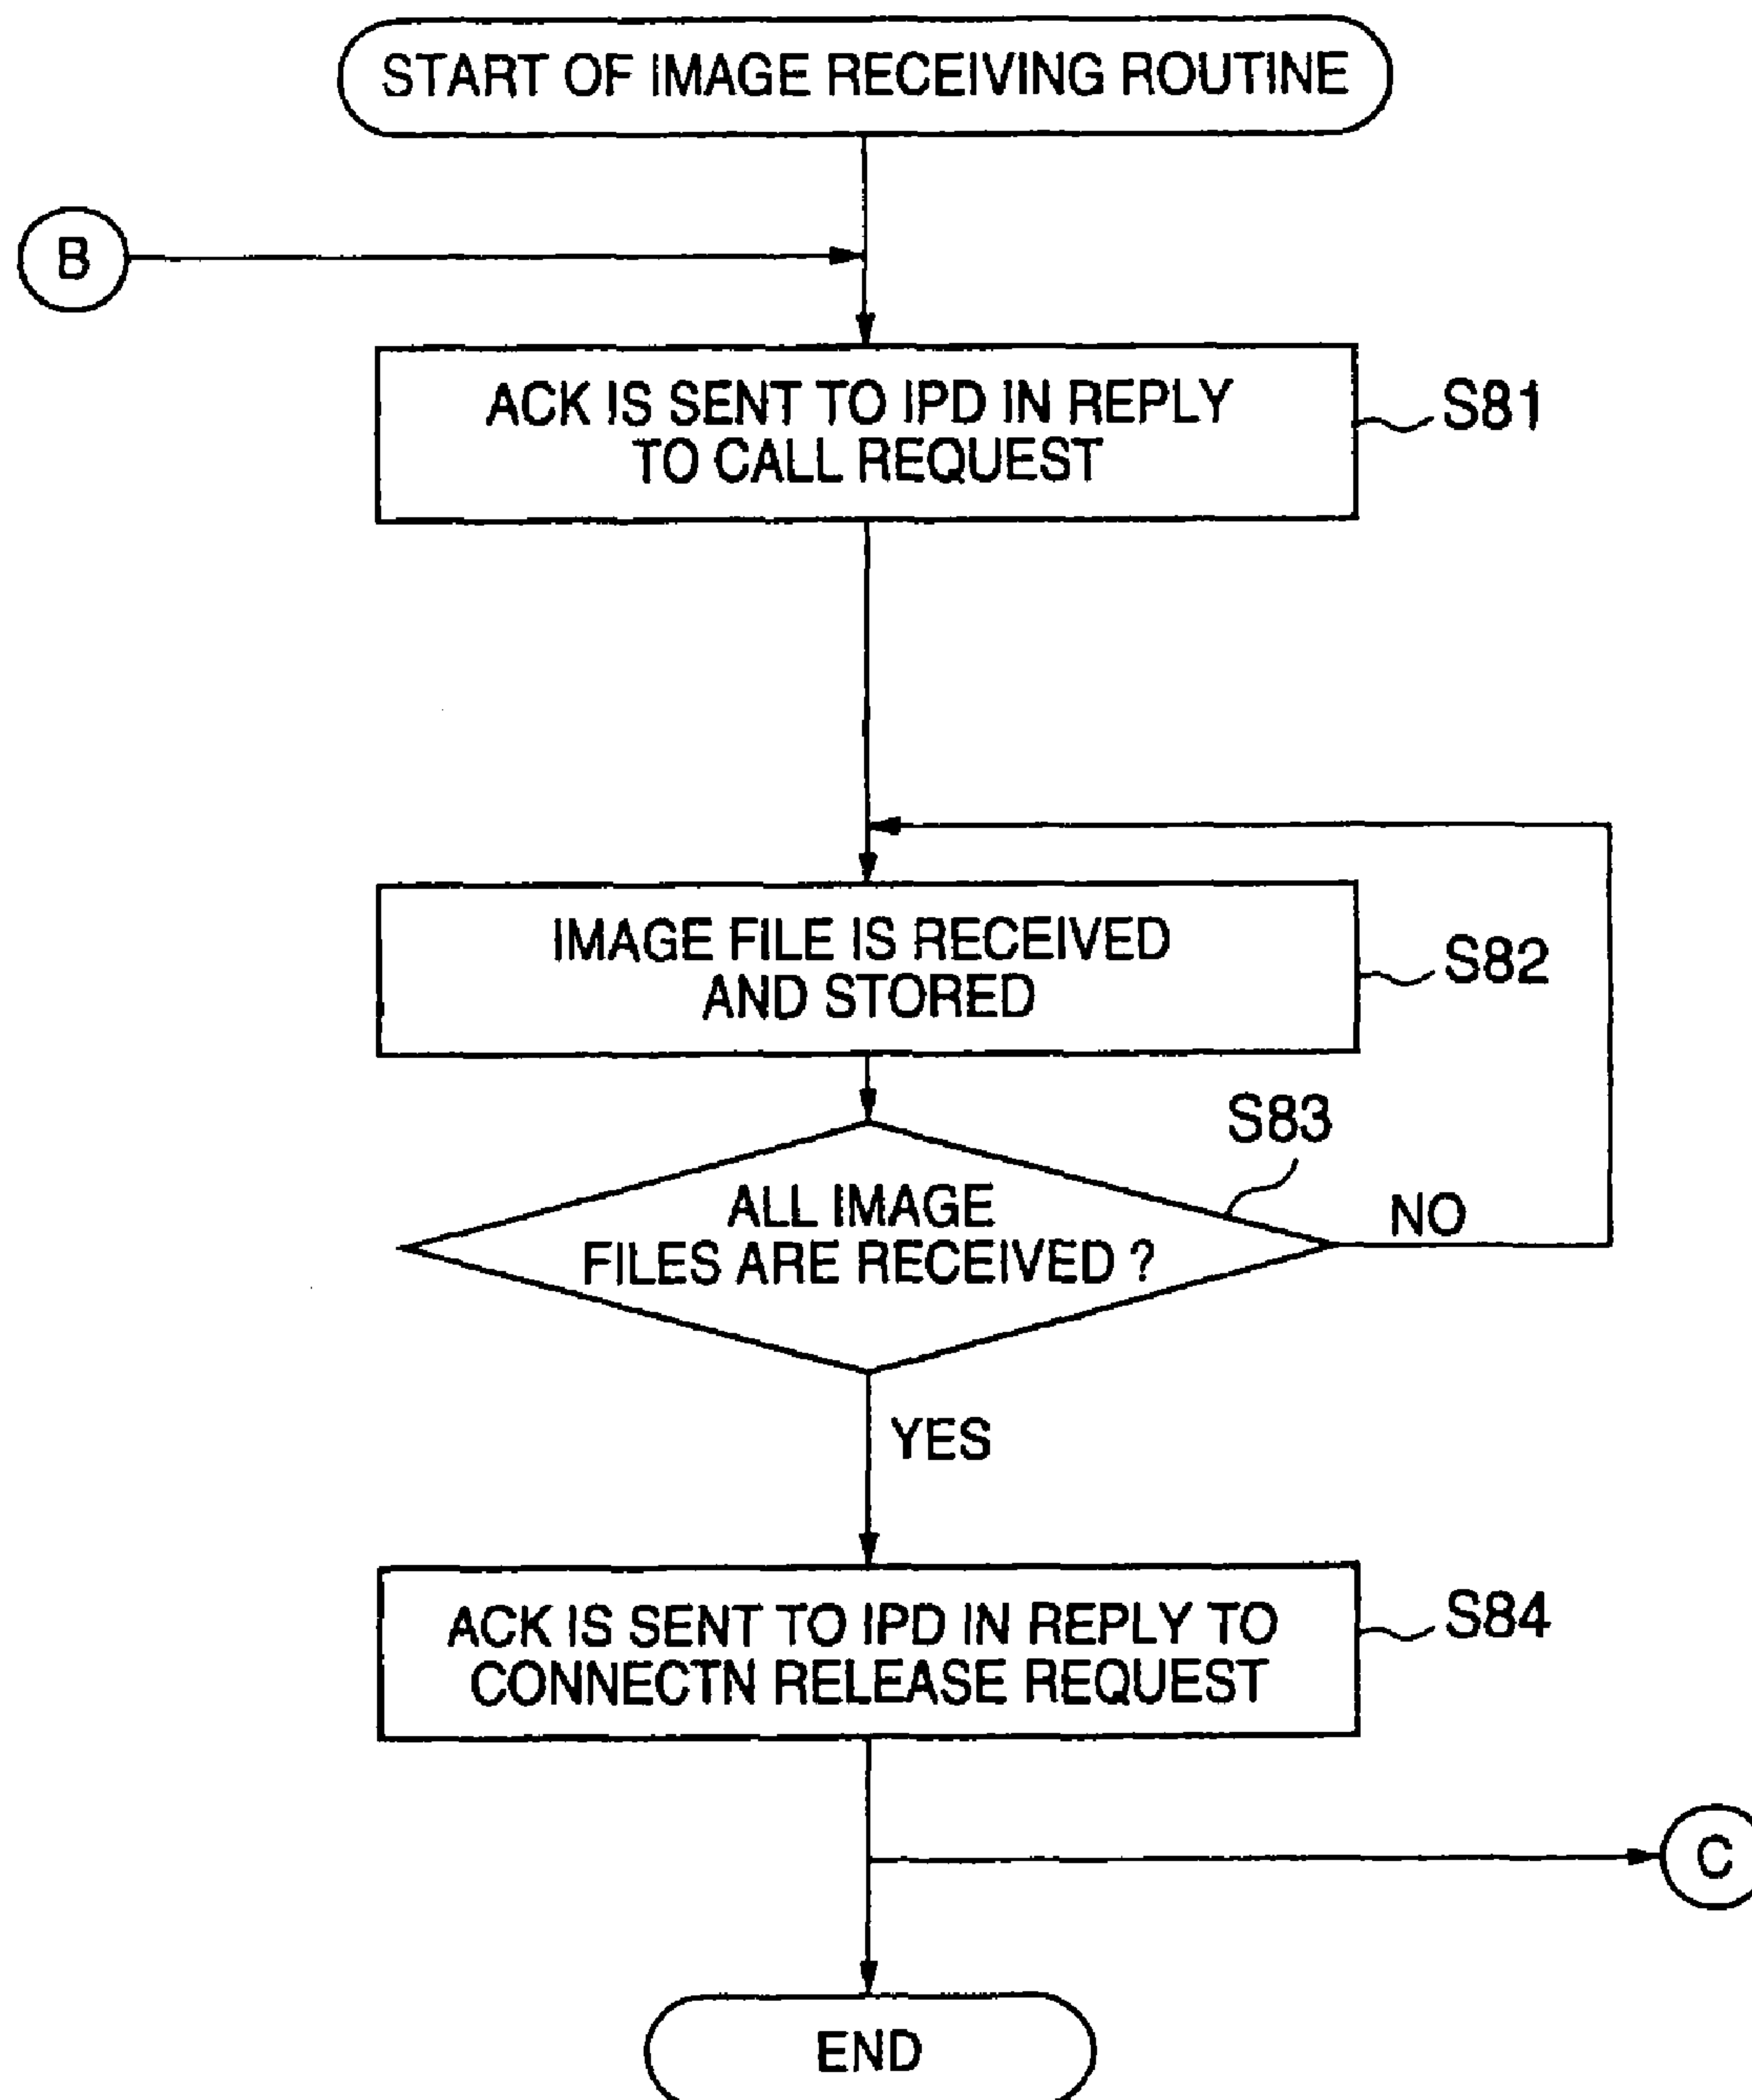 START OF IMAGE RECEIVING ROUTINE
B
ACK IS SENT TO IPD IN REPLY
TO CALL REQUEST
S81
IMAGE FILE IS RECEIVED
AND STORED
S82
S83
ALL IMAGE
FILES ARE RECEIVED ?
NO
YES
ACK IS SENT TO IPD IN REPLY TO
CONNECTN RELEASE REQUEST
S84
C
END